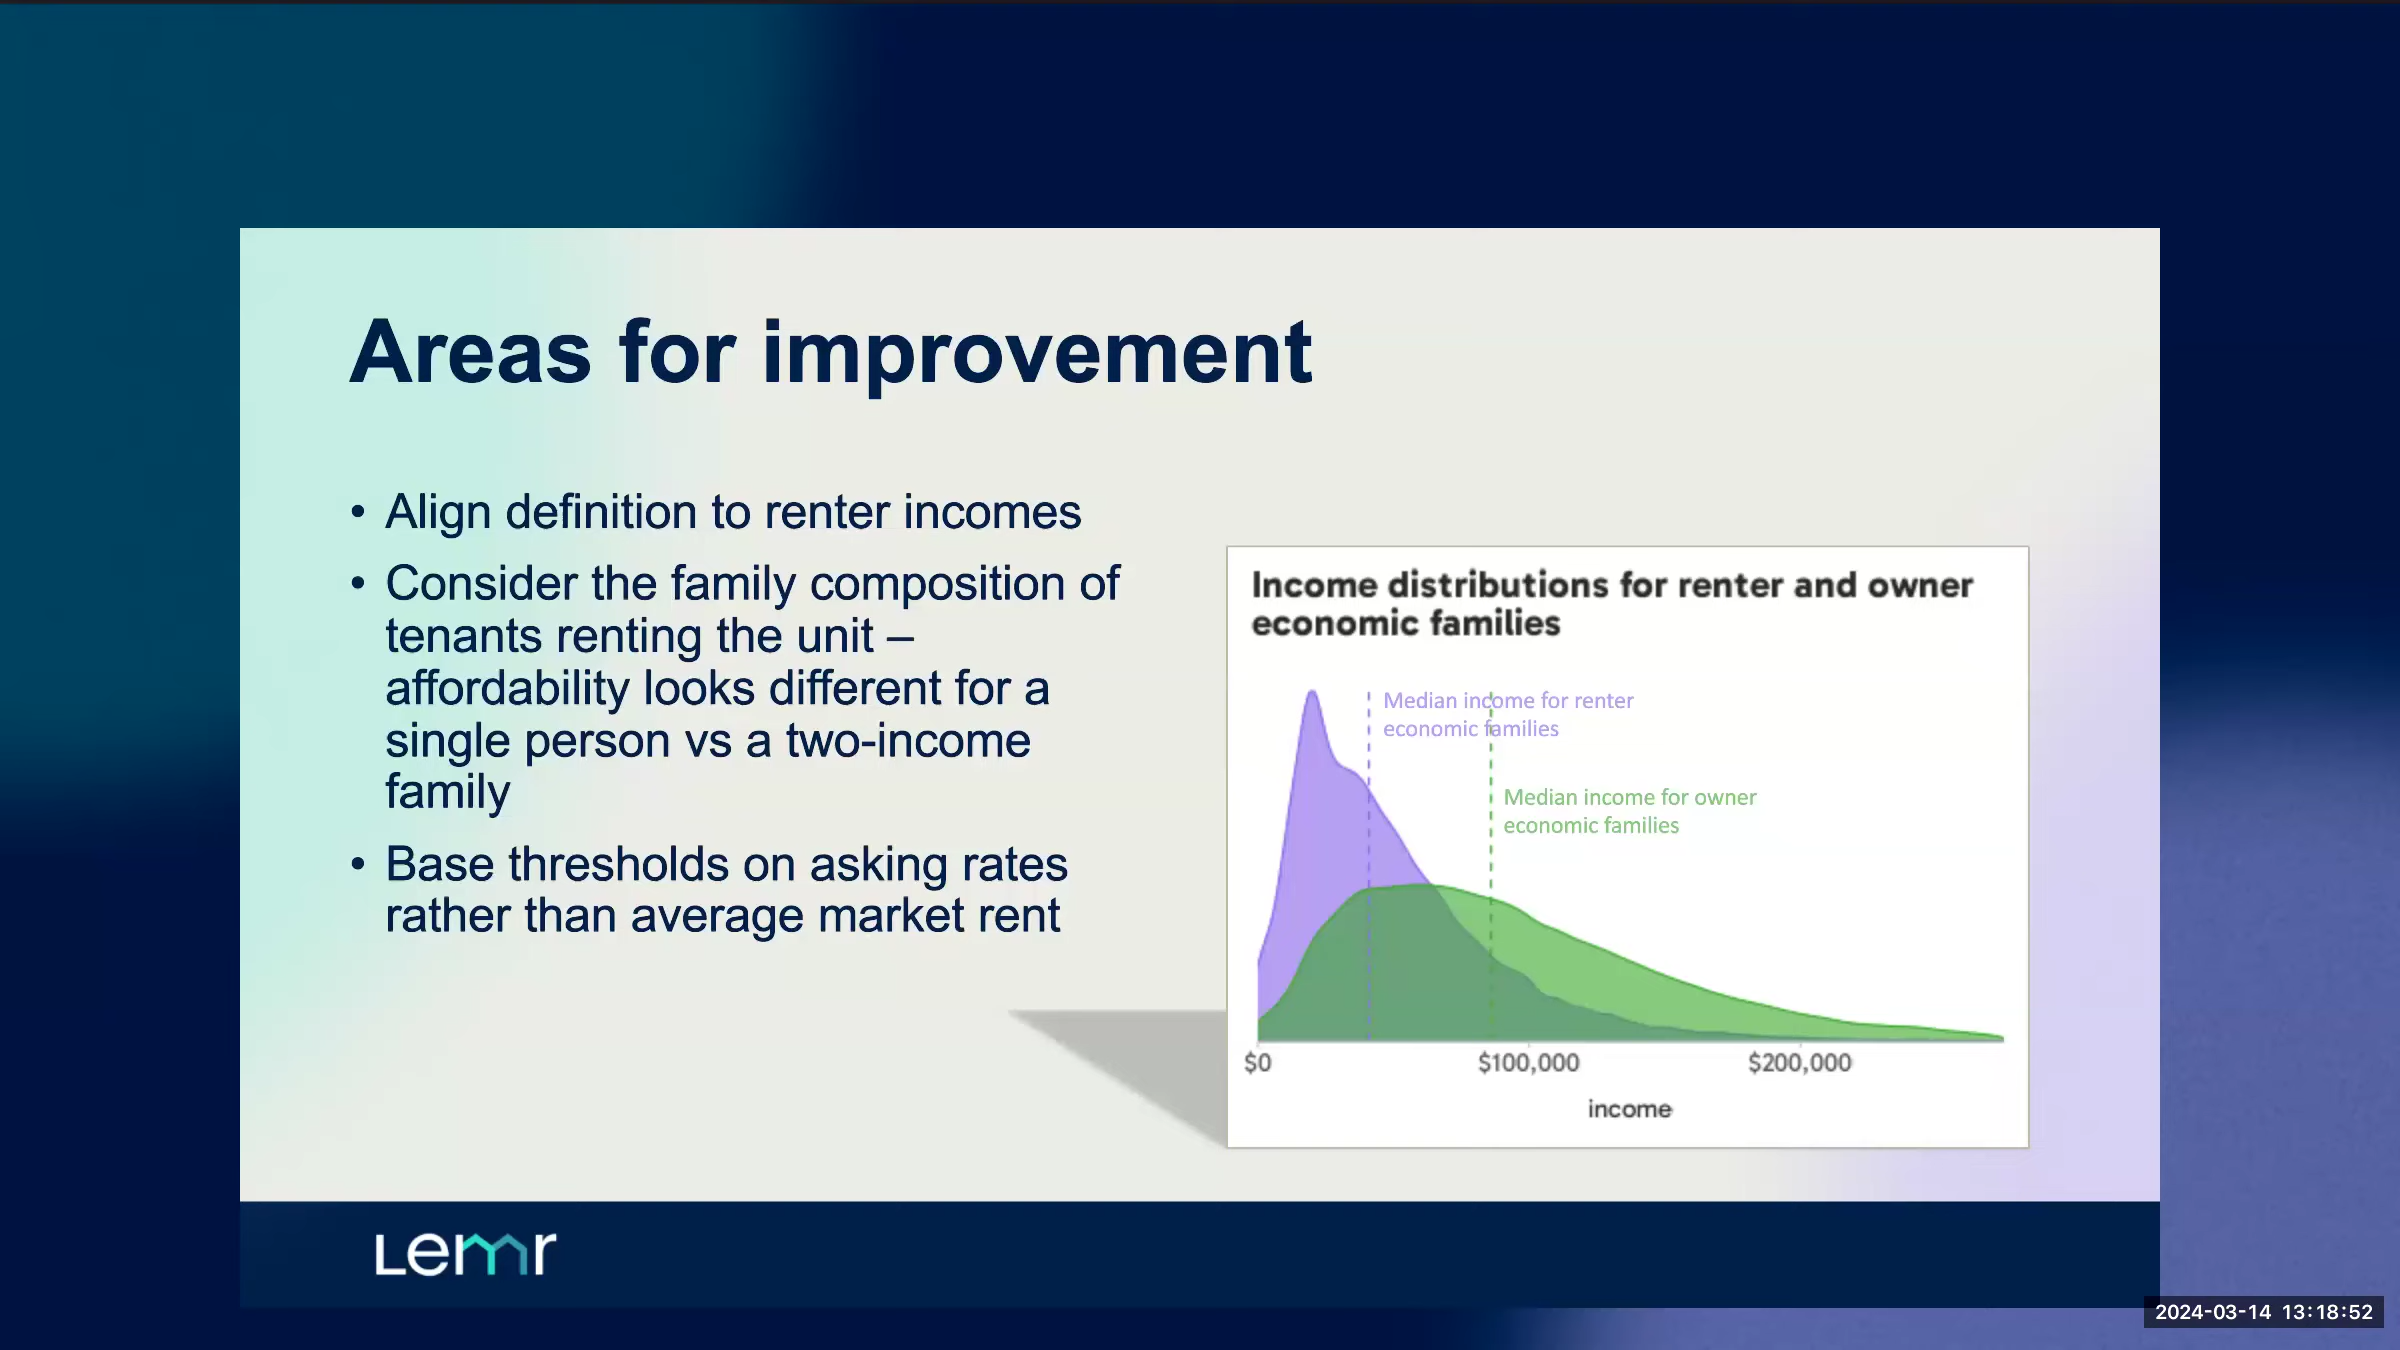 Areas for improvement
• Align definition to renter incomes
• Consider the family composition of
tenants renting the unit –
affordability looks different for a
single person vs a two-income
family
• Base thresholds on asking rates
rather than average market rent
Income distributions for renter and owner
economic families
Median income for renter
economic families
Median income for owner
economic families
$0 $100,000 $200,000
income
Lemr
2024-03-14 13:18:52